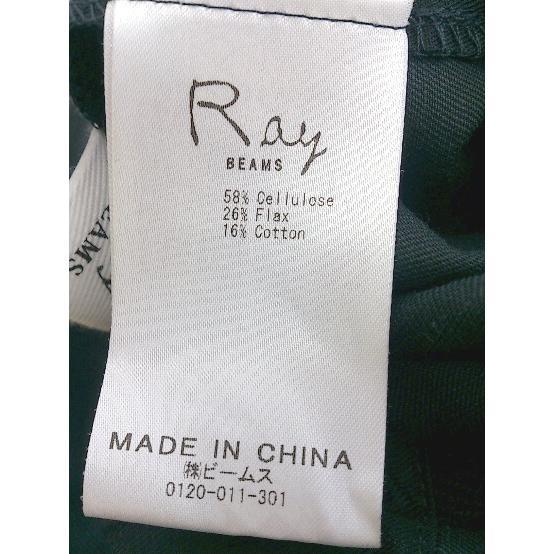 Ray
BEAMS
58% Cellulose
26% Flax
16% Cotton
MADE IN CHINA
㈱ビームス
0120-011-301
EAMS